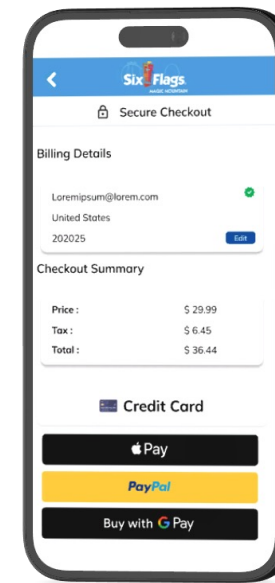 Six Flags
MAGIC MOUNTAIN
Secure Checkout
Billing Details
Loremipsum@lorem.com
United States
202025
Edit
Checkout Summary
Price : $ 29.99
Tax : $ 6.45
Total : $ 36.44
Credit Card
Pay
PayPal
Buy with G Pay